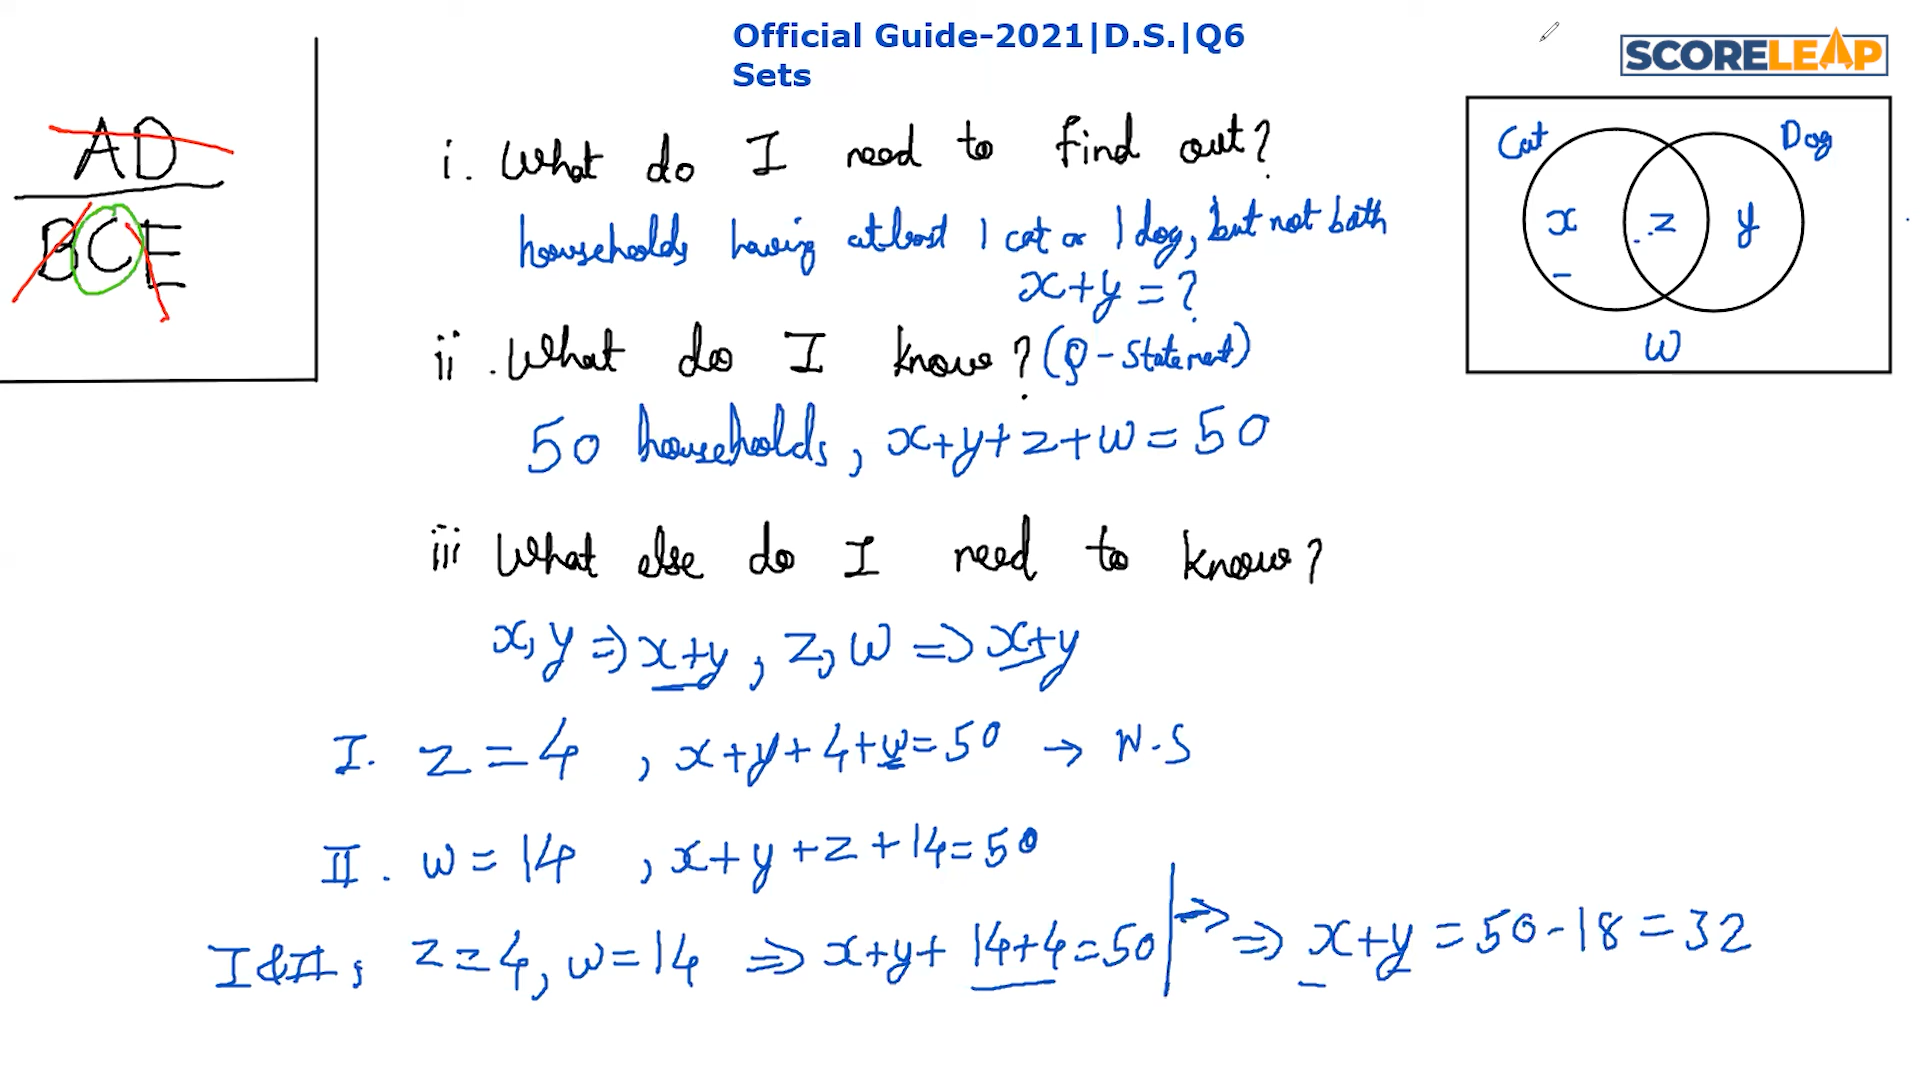 Official Guide-2021|D.S.|Q6
Sets
SCORELEAP
AD
BCE
i. What do I need to find out?
households having atleast 1 cat or 1 dog, but not both
x+y=?
ii. What do I know? (Q-Statement)
50 households, x+y+z+w=50
iii What else do I need to know?
x,y => x+y, z,w => x+y
I. z=4, x+y+4+w=50 → N.S
II. w=14, x+y+z+14=50
I&II, z=4, w=14 => x+y+14+4=50 → => x+y=50-18=32
Cat Dog
x z y
w